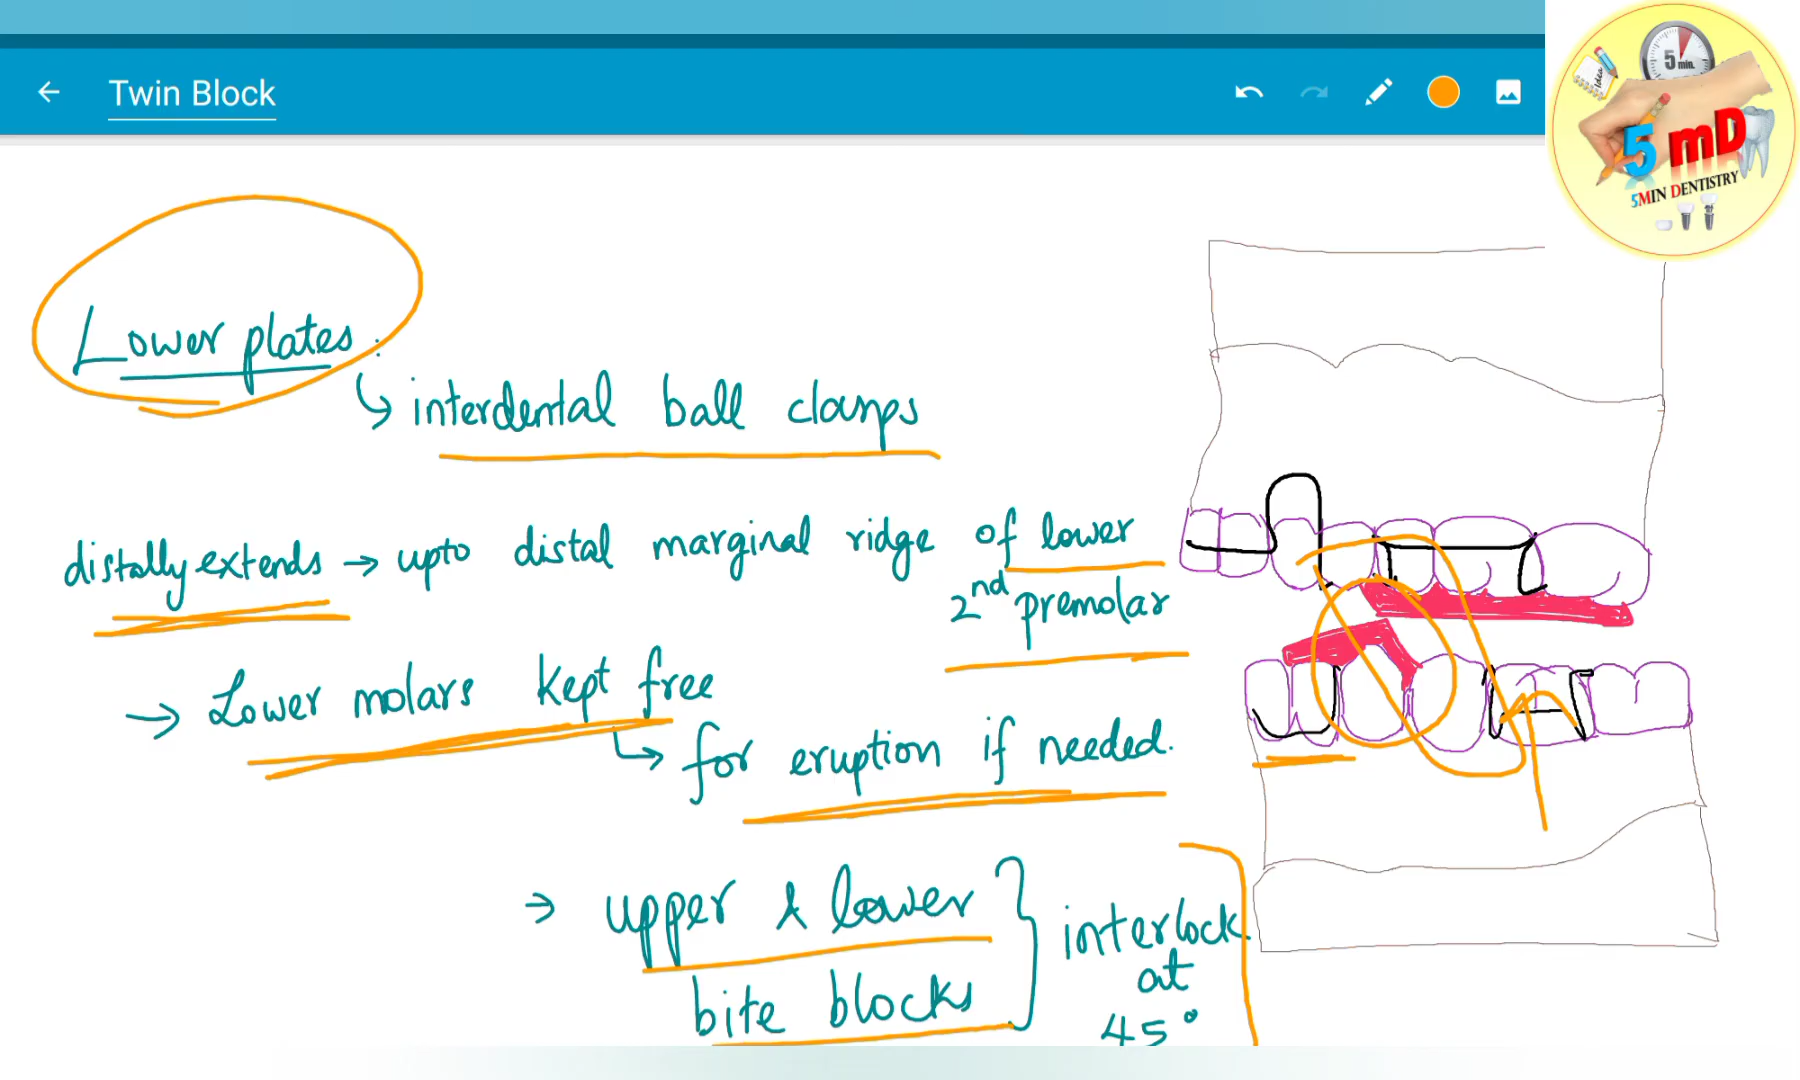 Twin Block
5 min.
Idea
5 mD
5MIN DENTISTRY
Lower plates :
↳ interdental ball clamps
distally extends → upto distal marginal ridge of lower
2nd premolar
→ Lower molars kept free
↳ for eruption if needed.
→ upper & lower
bite blocks
interlock
at
45°